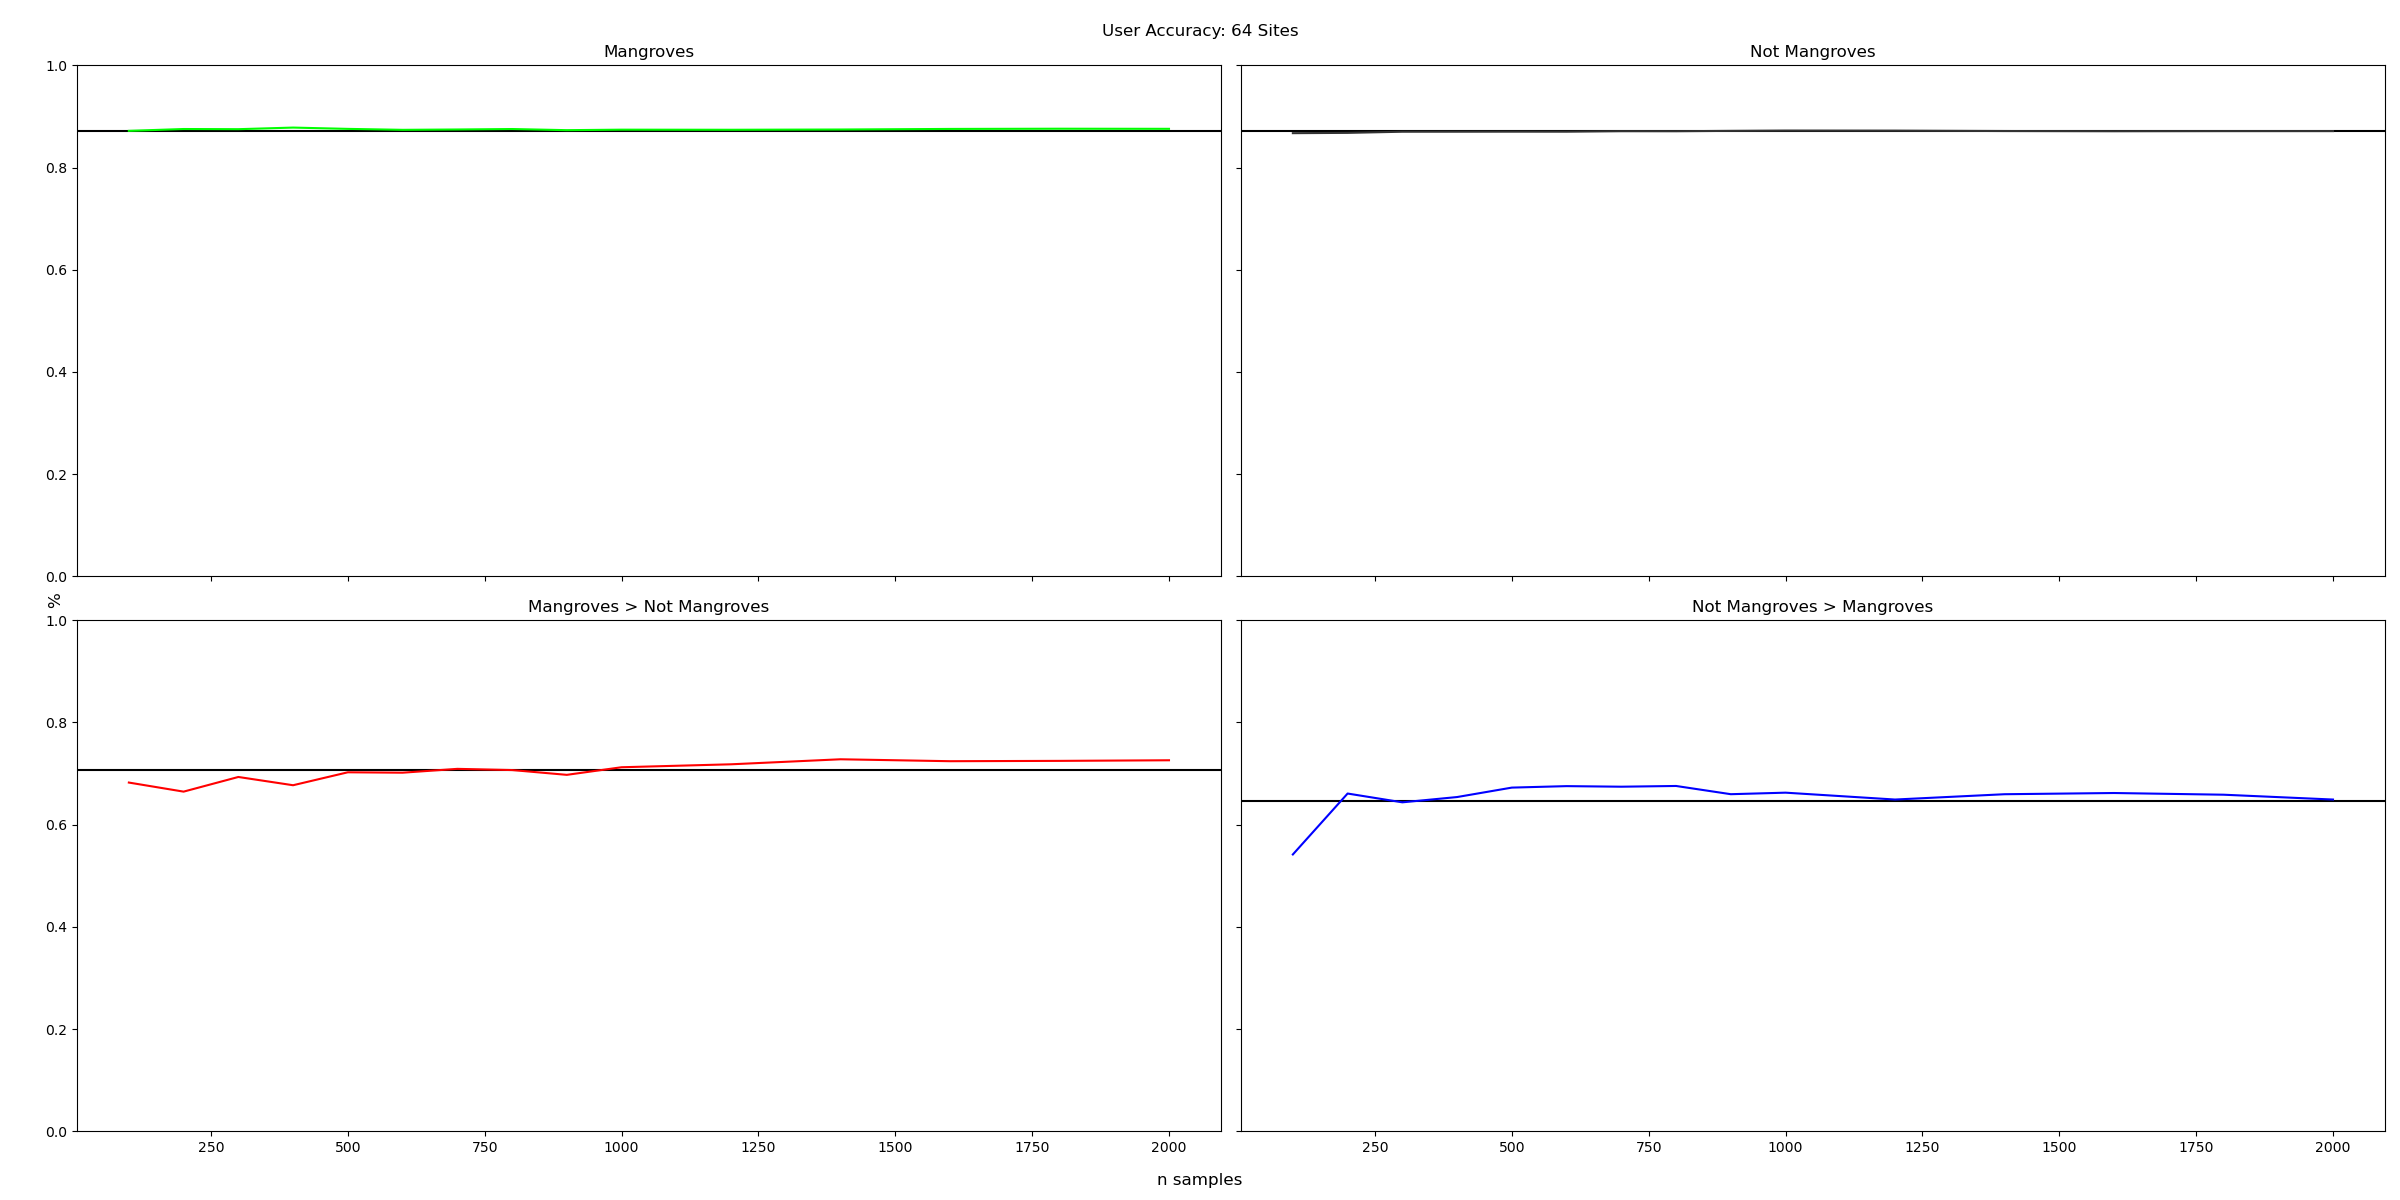 User Accuracy: 64 Sites
Mangroves
Not Mangroves
1.0
0.8
0.6
0.4
0.2
0.0
%
Mangroves > Not Mangroves
Not Mangroves > Mangroves
1.0
0.8
0.6
0.4
0.2
0.0
250 500 750 1000 1250 1500 1750 2000
250 500 750 1000 1250 1500 1750 2000
n samples